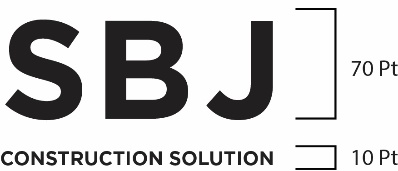 SBJ
70 Pt
CONSTRUCTION SOLUTION
10 Pt